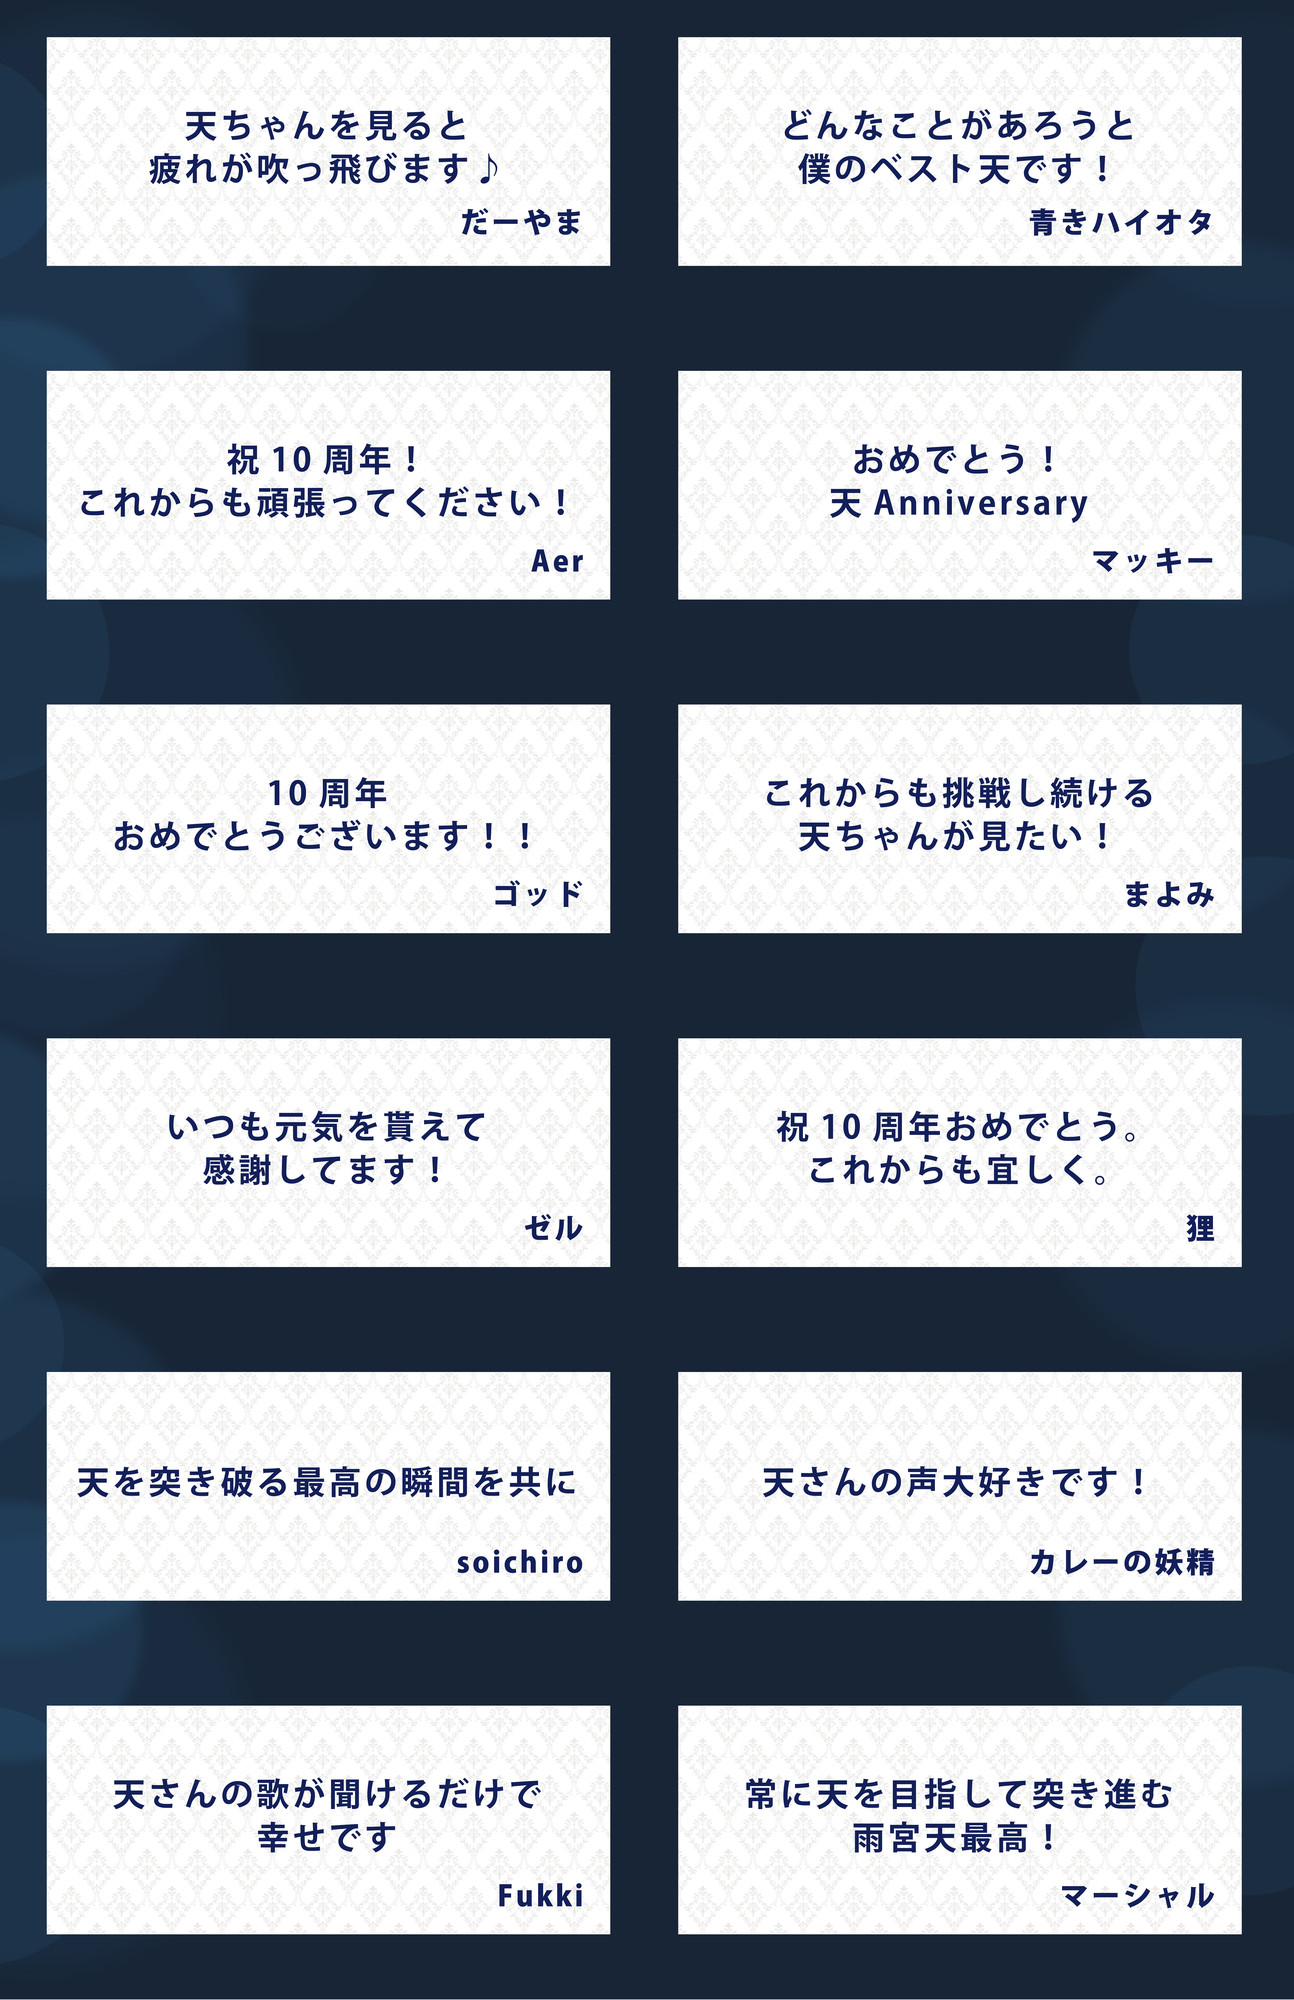 天ちゃんを見ると
疲れが吹っ飛びます♪
だーやま
どんなことがあろうと
僕のベスト天です！
青きハイオタ
祝 10 周年！
これからも頑張ってください！
Aer
おめでとう！
天 Anniversary
マッキー
10 周年
おめでとうございます！！
ゴッド
これからも挑戦し続ける
天ちゃんが見たい！
まよみ
いつも元気を貰えて
感謝してます！
ゼル
祝 10 周年おめでとう。
これからも宜しく。
狸
天を突き破る最高の瞬間を共に
soichiro
天さんの声大好きです！
カレーの妖精
天さんの歌が聞けるだけで
幸せです
Fukki
常に天を目指して突き進む
雨宮天最高！
マーシャル